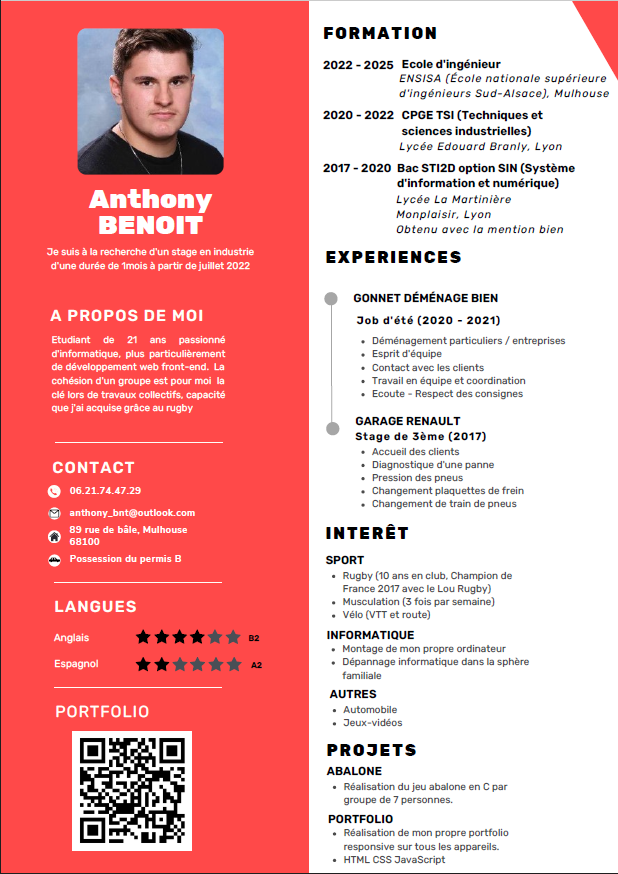 Anthony
BENOIT
Je suis à la recherche d'un stage en industrie
d'une durée de 1mois à partir de juillet 2022
A PROPOS DE MOI
Etudiant de 21 ans passionné
d'informatique, plus particulièrement
de développement web front-end. La
cohésion d'un groupe est pour moi la
clé lors de travaux collectifs, capacité
que j'ai acquise grâce au rugby
CONTACT
06.21.74.47.29
anthony_bnt@outlook.com
89 rue de bâle, Mulhouse
68100
Possession du permis B
LANGUES
Anglais B2
Espagnol A2
PORTFOLIO
FORMATION
2022 - 2025 Ecole d'ingénieur
ENSISA (École nationale supérieure
d'ingénieurs Sud-Alsace), Mulhouse
2020 - 2022 CPGE TSI (Techniques et
sciences industrielles)
Lycée Edouard Branly, Lyon
2017 - 2020 Bac STI2D option SIN (Système
d'information et numérique)
Lycée La Martinière
Monplaisir, Lyon
Obtenu avec la mention bien
EXPERIENCES
GONNET DÉMÉNAGE BIEN
Job d'été (2020 - 2021)
Déménagement particuliers / entreprises
Esprit d'équipe
Contact avec les clients
Travail en équipe et coordination
Ecoute - Respect des consignes
GARAGE RENAULT
Stage de 3ème (2017)
Accueil des clients
Diagnostique d'une panne
Pression des pneus
Changement plaquettes de frein
Changement de train de pneus
INTERÊT
SPORT
Rugby (10 ans en club, Champion de
France 2017 avec le Lou Rugby)
Musculation (3 fois par semaine)
Vélo (VTT et route)
INFORMATIQUE
Montage de mon propre ordinateur
Dépannage informatique dans la sphère
familiale
AUTRES
Automobile
Jeux-vidéos
PROJETS
ABALONE
Réalisation du jeu abalone en C par
groupe de 7 personnes.
PORTFOLIO
Réalisation de mon propre portfolio
responsive sur tous les appareils.
HTML CSS JavaScript